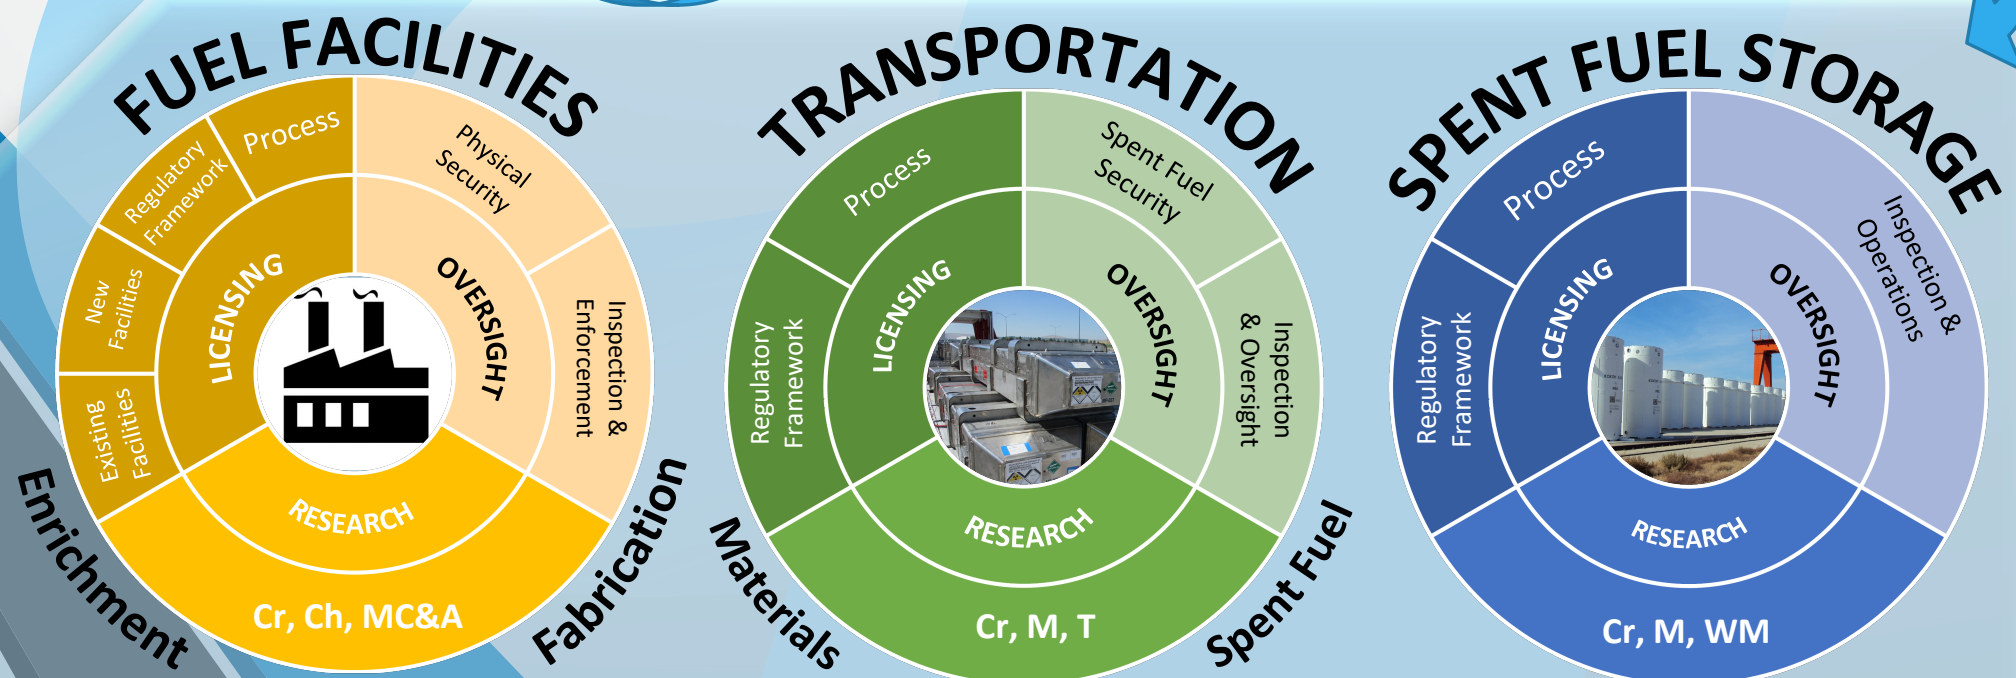 FUEL FACILITIES
Process
Regulatory
Framework
New
Facilities
Existing
Facilities
LICENSING
Physical
Security
Inspection &
Enforcement
OVERSIGHT
RESEARCH
Cr, Ch, MC&A
Enrichment
Fabrication
TRANSPORTATION
Process
Regulatory
Framework
LICENSING
Spent Fuel
Security
Inspection
& Oversight
OVERSIGHT
RESEARCH
Cr, M, T
Materials
Spent Fuel
SPENT FUEL STORAGE
Process
Regulatory
Framework
LICENSING
Inspection &
Operations
OVERSIGHT
RESEARCH
Cr, M, WM